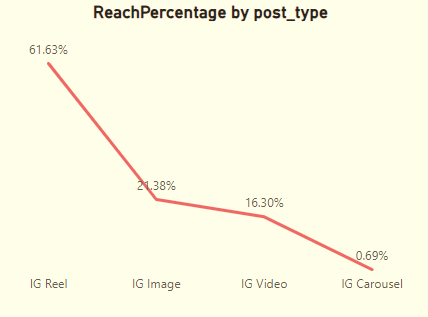 ReachPercentage by post_type
61.63%
21.38%
16.30%
0.69%
IG Reel IG Image IG Video IG Carousel